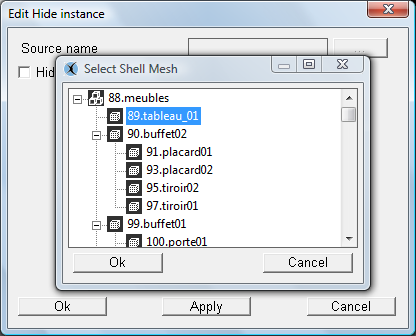 Edit Hide instance
Source name
...
Hid
Select Shell Mesh
88.meubles
89.tableau_01
90.buffet02
91.placard01
93.placard02
95.tiroir02
97.tiroir01
99.buffet01
100.porte01
Ok Cancel
Ok Apply Cancel